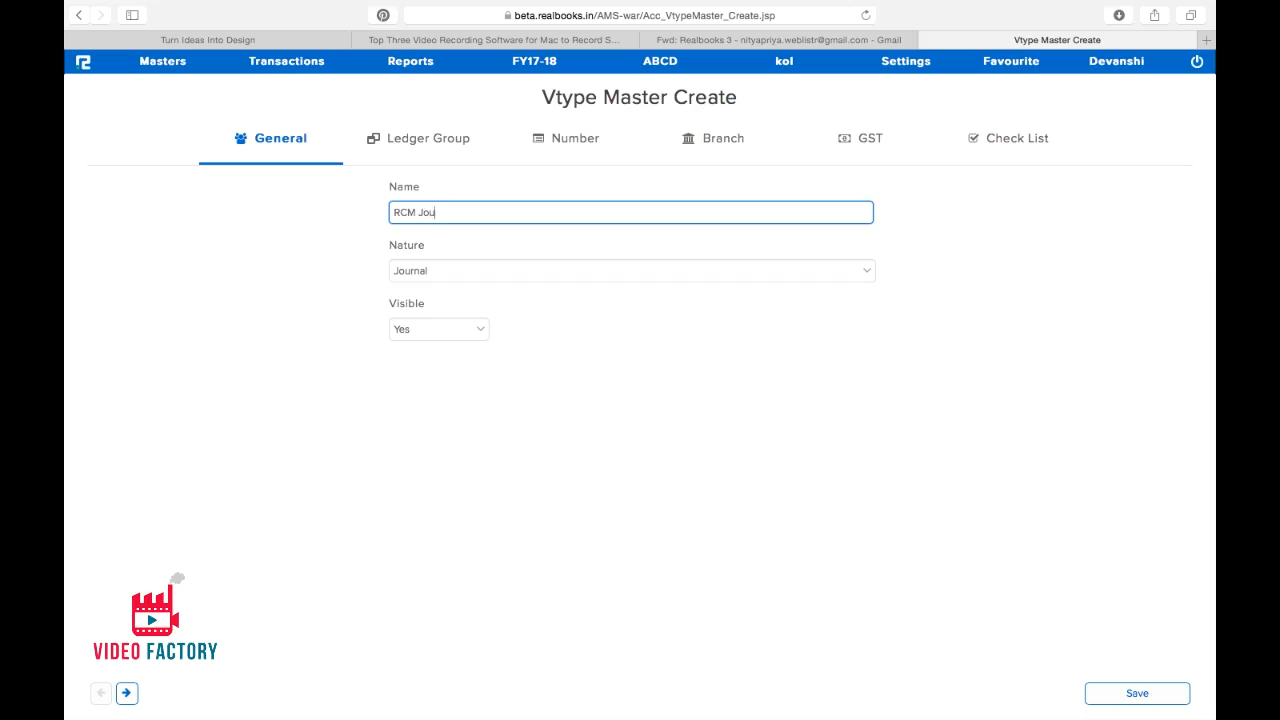 beta.realbooks.in/AMS-war/Acc_VtypeMaster_Create.jsp
Turn Ideas Into Design
Top Three Video Recording Software for Mac to Record S...
Fwd: Realbooks 3 - nityapriya.weblistr@gmail.com - Gmail
Vtype Master Create
Masters
Transactions
Reports
FY17-18
ABCD
kol
Settings
Favourite
Devanshi
Vtype Master Create
General
Ledger Group
Number
Branch
GST
Check List
Name
RCM Jou
Nature
Journal
Visible
Yes
VIDEO FACTORY
Save